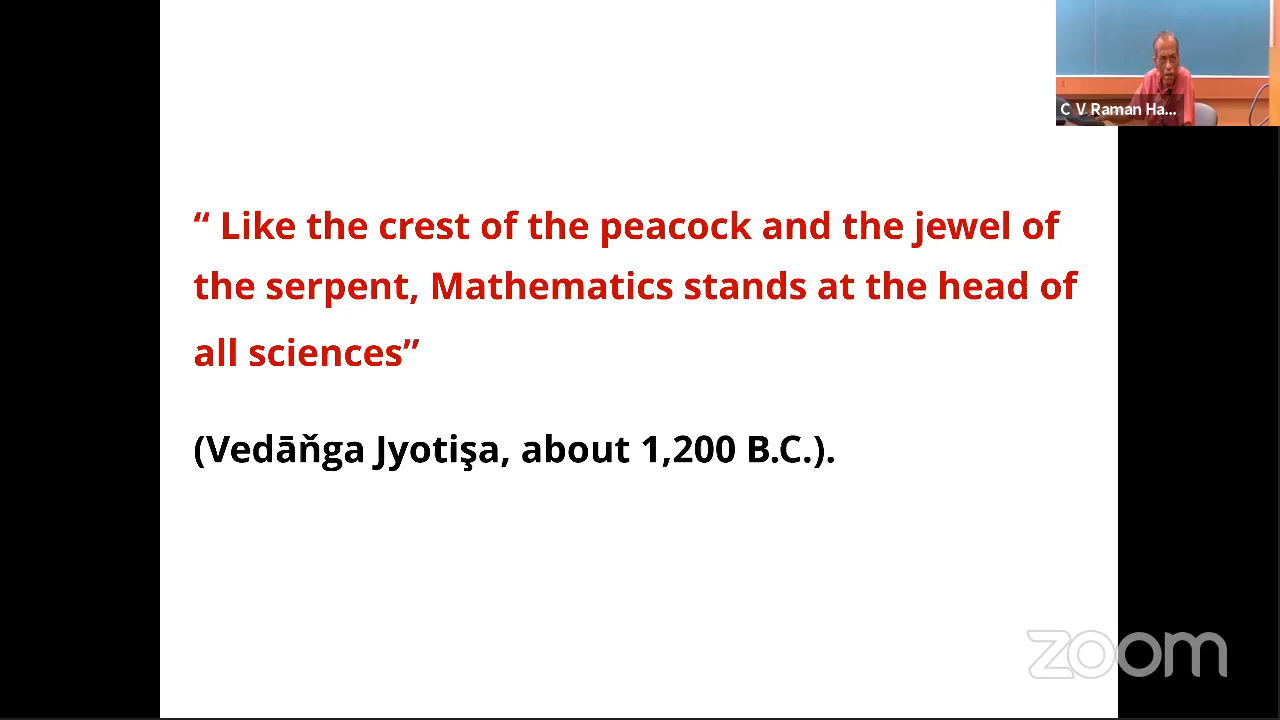 C V Raman Ha...
“ Like the crest of the peacock and the jewel of
the serpent, Mathematics stands at the head of
all sciences”
(Vedāňga Jyotişa, about 1,200 B.C.).
zoom